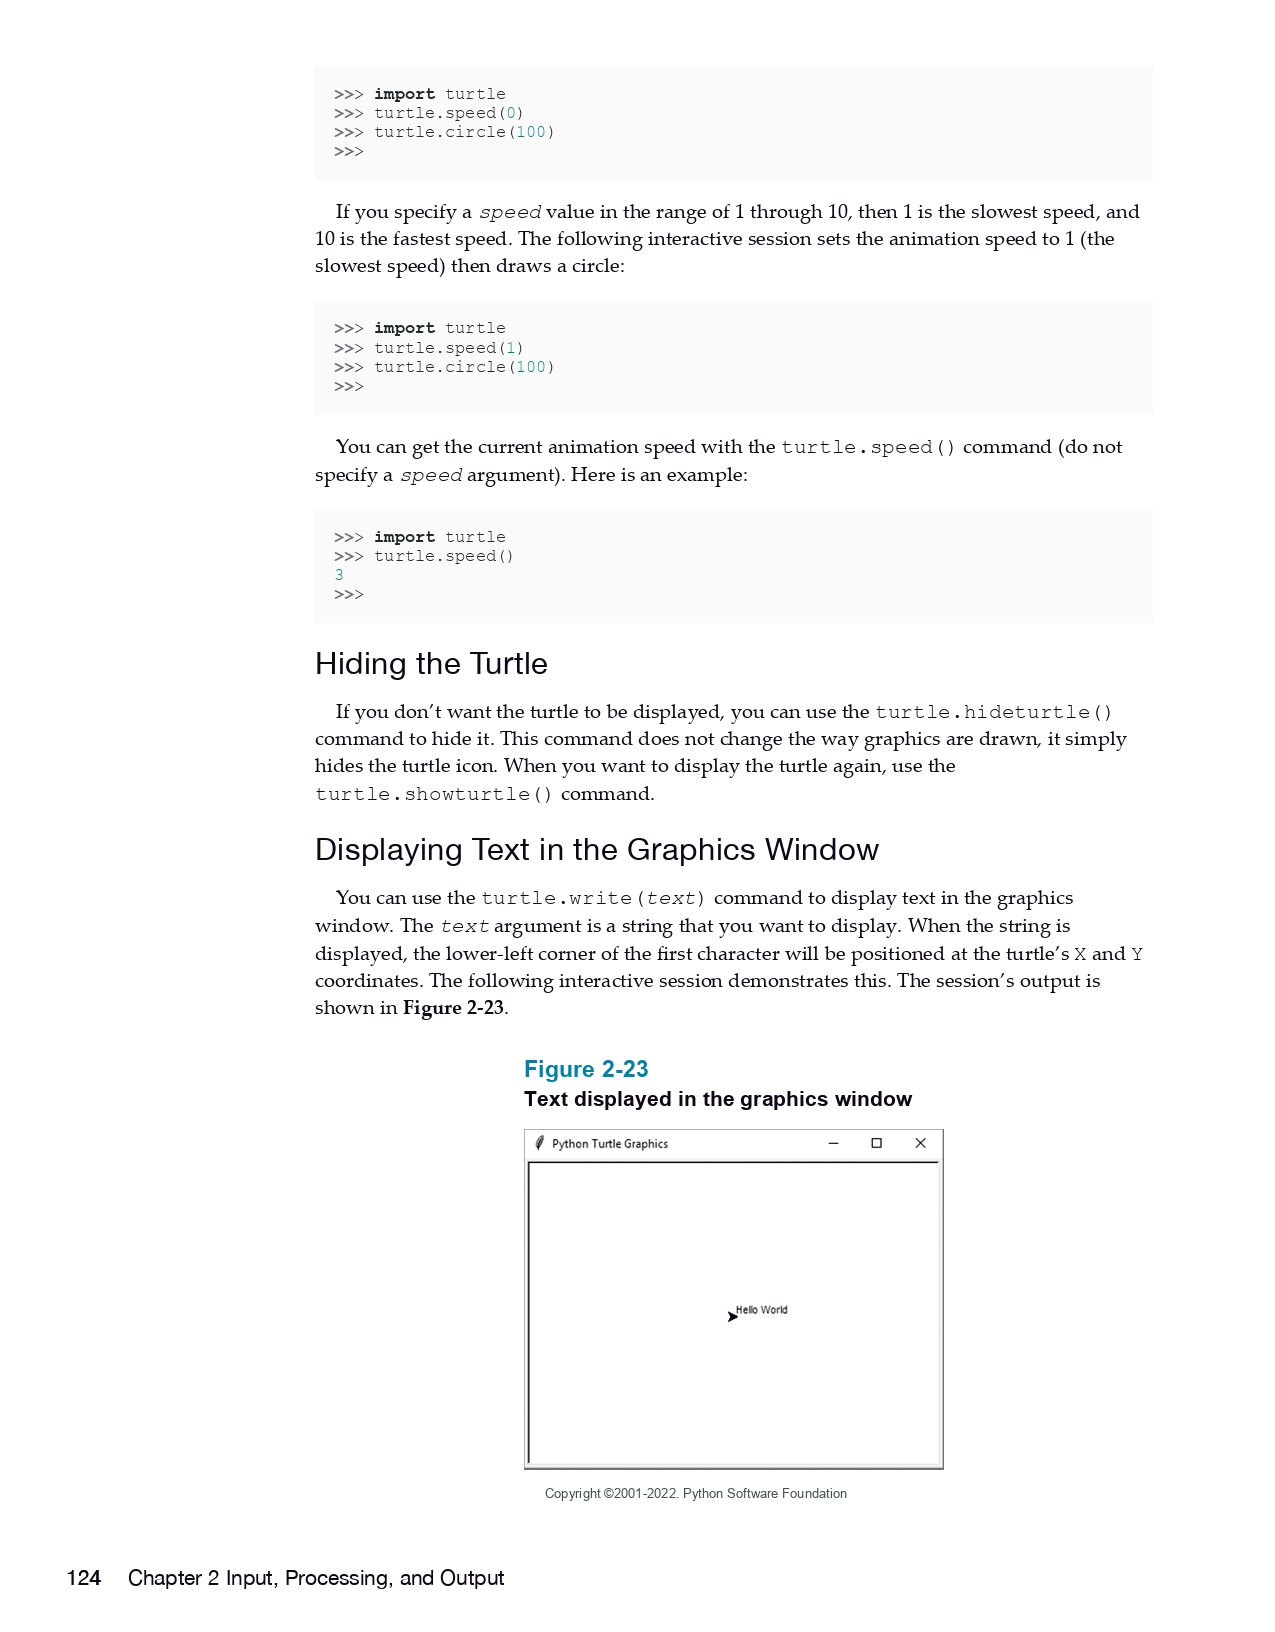 >>> import turtle
>>> turtle.speed(0)
>>> turtle.circle(100)
>>>
If you specify a speed value in the range of 1 through 10, then 1 is the slowest speed, and
10 is the fastest speed. The following interactive session sets the animation speed to 1 (the
slowest speed) then draws a circle:
>>> import turtle
>>> turtle.speed(1)
>>> turtle.circle(100)
>>>
You can get the current animation speed with the turtle.speed() command (do not
specify a speed argument). Here is an example:
>>> import turtle
>>> turtle.speed()
3
>>>
Hiding the Turtle
If you don’t want the turtle to be displayed, you can use the turtle.hideturtle()
command to hide it. This command does not change the way graphics are drawn, it simply
hides the turtle icon. When you want to display the turtle again, use the
turtle.showturtle() command.
Displaying Text in the Graphics Window
You can use the turtle.write(text) command to display text in the graphics
window. The text argument is a string that you want to display. When the string is
displayed, the lower-left corner of the first character will be positioned at the turtle’s X and Y
coordinates. The following interactive session demonstrates this. The session’s output is
shown in Figure 2-23.
Figure 2-23
Text displayed in the graphics window
Python Turtle Graphics
Hello World
Copyright ©2001-2022. Python Software Foundation
124 Chapter 2 Input, Processing, and Output